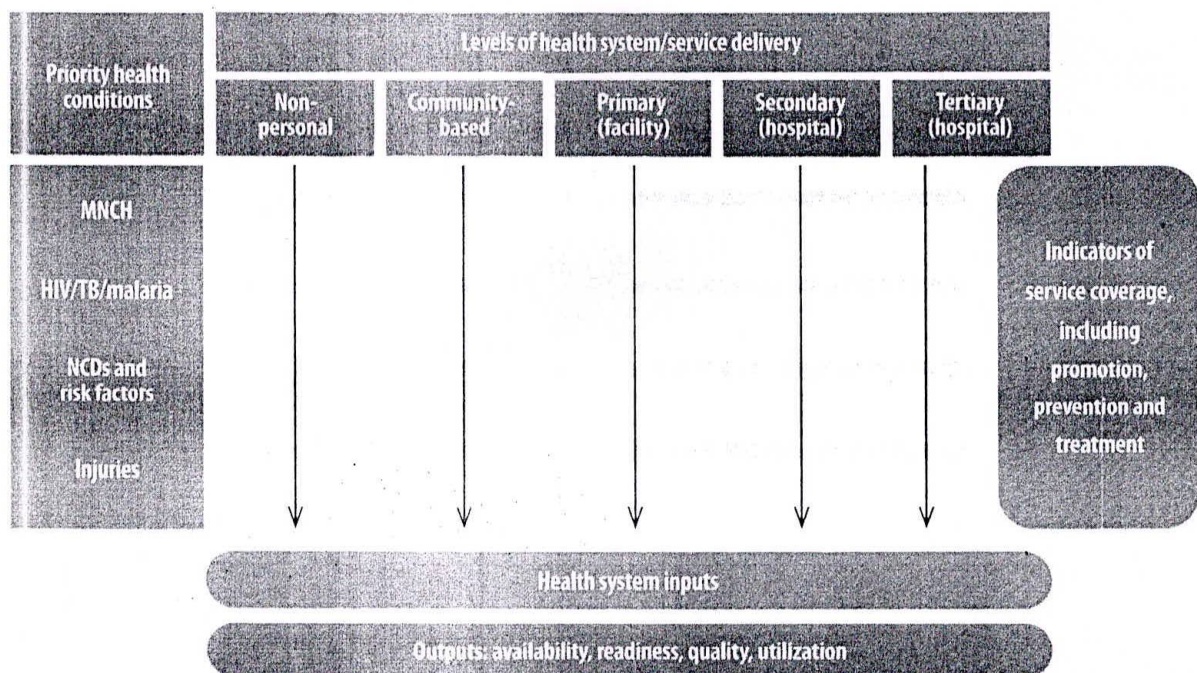 Levels of health system/service delivery
Priority health
conditions
Non-
personal
Community-
based
Primary
(facility)
Secondary
(hospital)
Tertiary
(hospital)
MNCH
HIV/TB/malaria
NCDs and
risk factors
Injuries
Indicators of
service coverage,
including
promotion,
prevention and
treatment
Health system inputs
Outputs: availability, readiness, quality, utilization